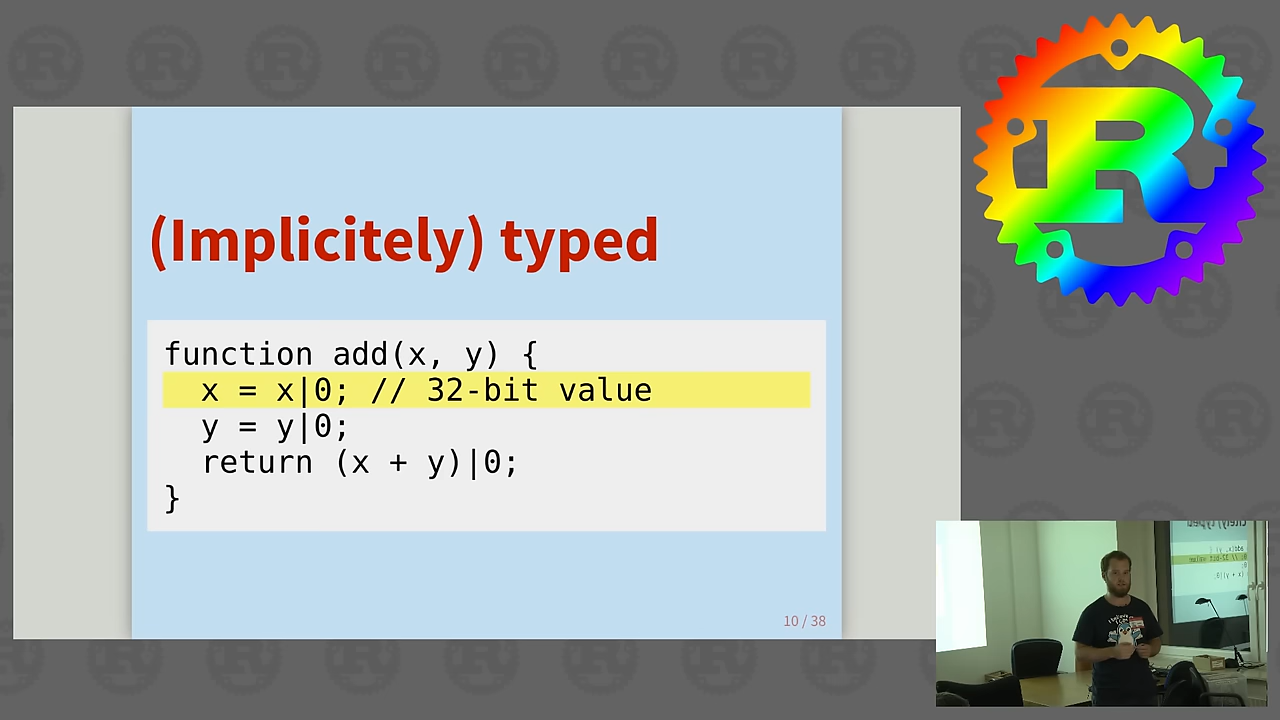 (Implicitely) typed
function add(x, y) {
x = x|0; // 32-bit value
y = y|0;
return (x + y)|0;
}
10 / 38
R